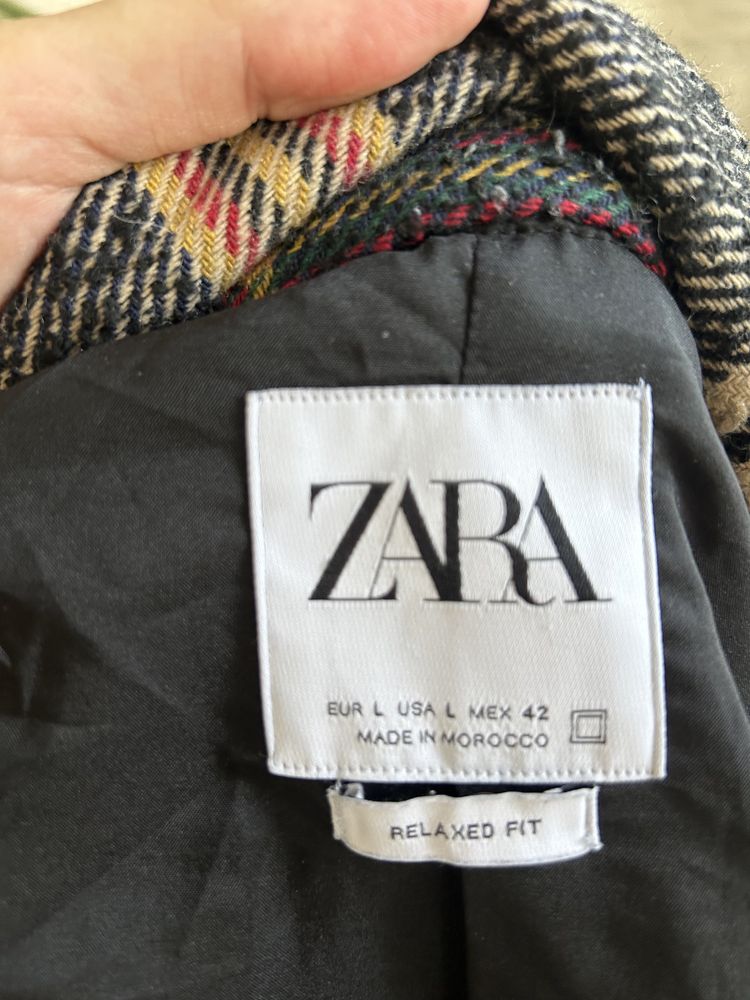 ZARA
EUR L USA L MEX 42
MADE IN MOROCCO
RELAXED FIT